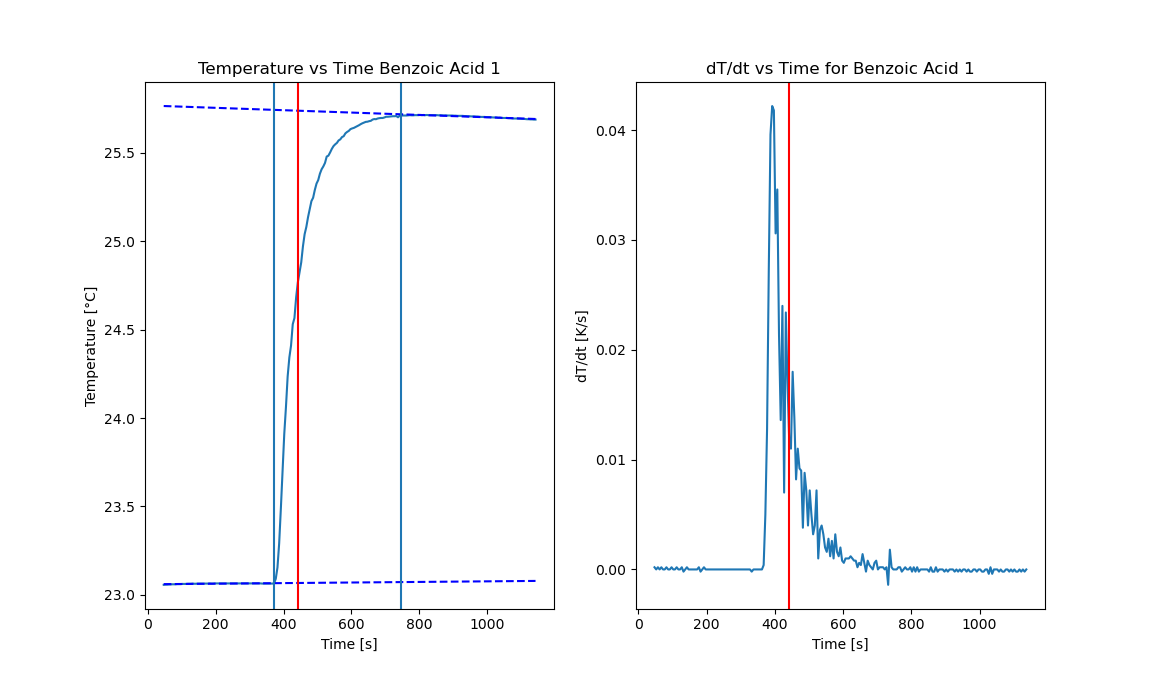 Temperature vs Time Benzoic Acid 1
25.5
25.0
24.5
24.0
23.5
23.0
Temperature [°C]
0 200 400 600 800 1000
Time [s]
dT/dt vs Time for Benzoic Acid 1
0.04
0.03
0.02
0.01
0.00
dT/dt [K/s]
0 200 400 600 800 1000
Time [s]